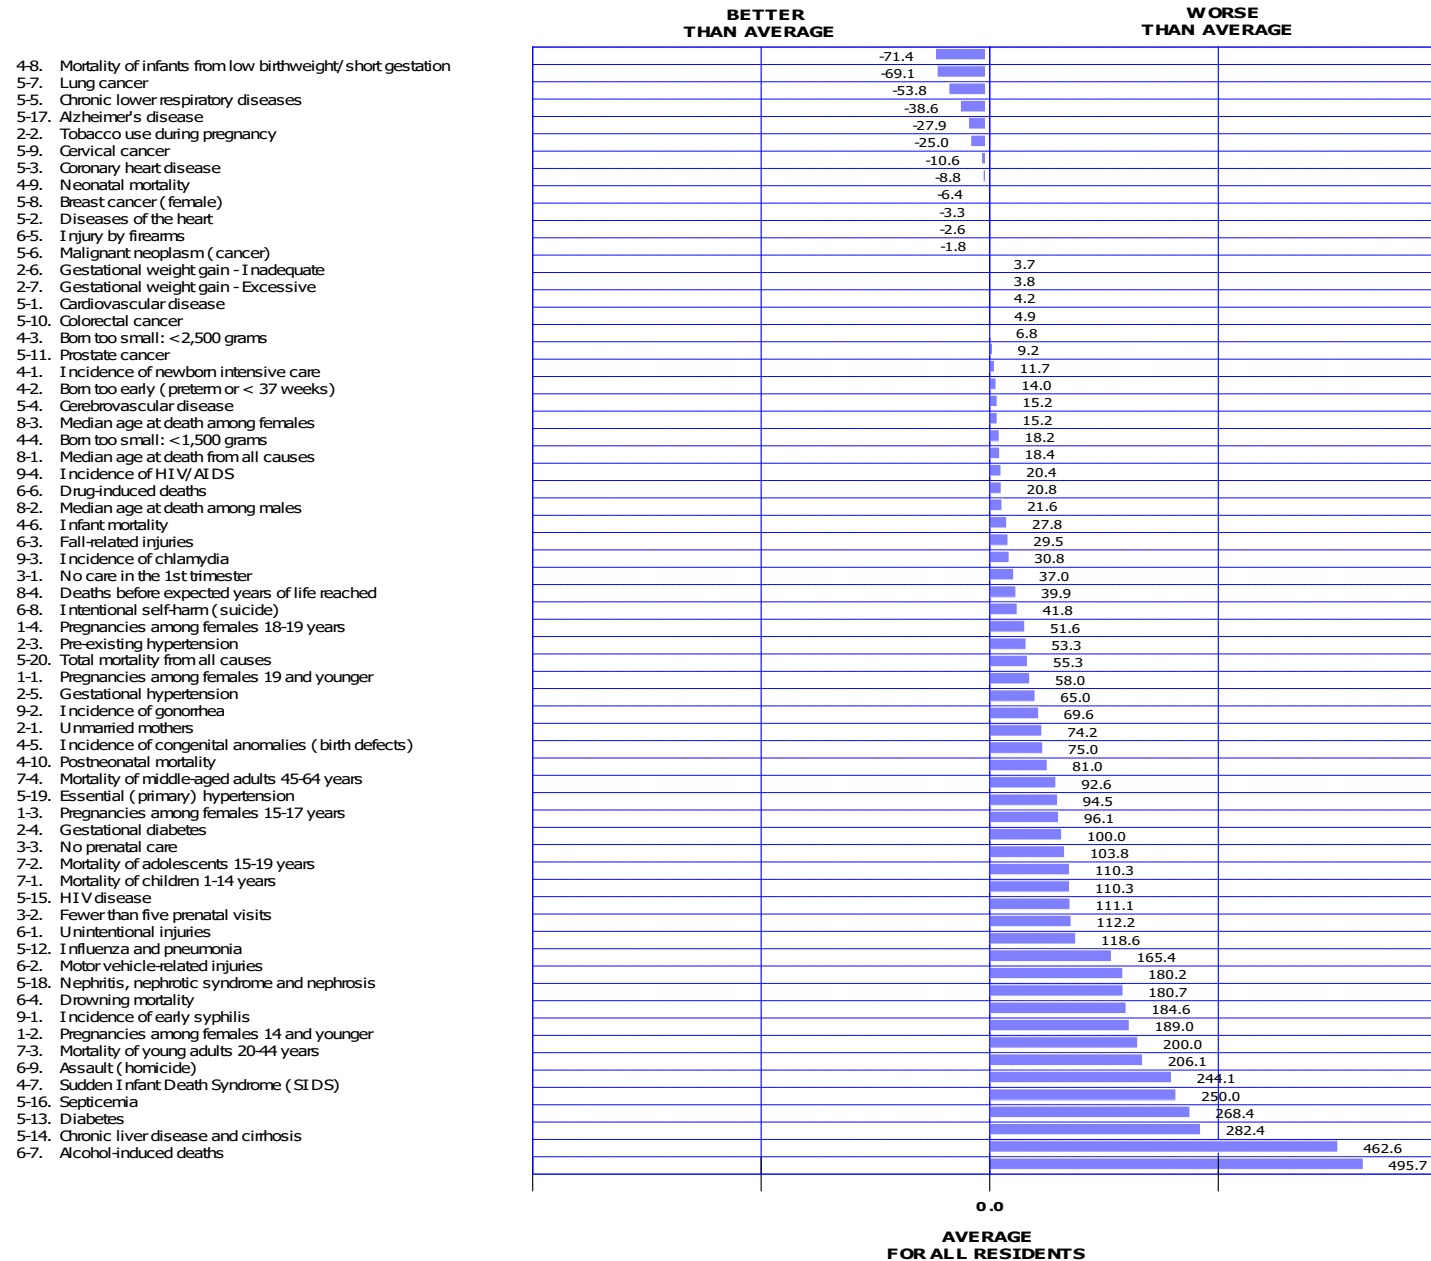 BETTER
THAN AVERAGE
WORSE
THAN AVERAGE
4-8. Mortality of infants from low birthweight/short gestation -71.4
5-7. Lung cancer -69.1
5-5. Chronic lower respiratory diseases -53.8
5-17. Alzheimer's disease -38.6
2-2. Tobacco use during pregnancy -27.9
5-9. Cervical cancer -25.0
5-3. Coronary heart disease -10.6
4-9. Neonatal mortality -8.8
5-8. Breast cancer (female) -6.4
5-2. Diseases of the heart -3.3
6-5. Injury by firearms -2.6
5-6. Malignant neoplasm (cancer) -1.8
2-6. Gestational weight gain - Inadequate 3.7
2-7. Gestational weight gain - Excessive 3.8
5-1. Cardiovascular disease 4.2
5-10. Colorectal cancer 4.9
4-3. Born too small: <2,500 grams 6.8
5-11. Prostate cancer 9.2
4-1. Incidence of newborn intensive care 11.7
4-2. Born too early (preterm or < 37 weeks) 14.0
5-4. Cerebrovascular disease 15.2
8-3. Median age at death among females 15.2
4-4. Born too small: <1,500 grams 18.2
8-1. Median age at death from all causes 18.4
9-4. Incidence of HIV/AIDS 20.4
6-6. Drug-induced deaths 20.8
8-2. Median age at death among males 21.6
4-6. Infant mortality 27.8
6-3. Fall-related injuries 29.5
9-3. Incidence of chlamydia 30.8
3-1. No care in the 1st trimester 37.0
8-4. Deaths before expected years of life reached 39.9
6-8. Intentional self-harm (suicide) 41.8
1-4. Pregnancies among females 18-19 years 51.6
2-3. Pre-existing hypertension 53.3
5-20. Total mortality from all causes 55.3
1-1. Pregnancies among females 19 and younger 58.0
2-5. Gestational hypertension 65.0
9-2. Incidence of gonorrhea 69.6
2-1. Unmarried mothers 74.2
4-5. Incidence of congenital anomalies (birth defects) 75.0
4-10. Postneonatal mortality 81.0
7-4. Mortality of middle-aged adults 45-64 years 92.6
5-19. Essential (primary) hypertension 94.5
1-3. Pregnancies among females 15-17 years 96.1
2-4. Gestational diabetes 100.0
3-3. No prenatal care 103.8
7-2. Mortality of adolescents 15-19 years 110.3
7-1. Mortality of children 1-14 years 110.3
5-15. HIV disease 111.1
3-2. Fewer than five prenatal visits 112.2
6-1. Unintentional injuries 118.6
5-12. Influenza and pneumonia 165.4
6-2. Motor vehicle-related injuries 180.2
5-18. Nephritis, nephrotic syndrome and nephrosis 180.7
6-4. Drowning mortality 184.6
9-1. Incidence of early syphilis 189.0
1-2. Pregnancies among females 14 and younger 200.0
7-3. Mortality of young adults 20-44 years 206.1
6-9. Assault (homicide) 244.1
4-7. Sudden Infant Death Syndrome (SIDS) 250.0
5-16. Septicemia 268.4
5-13. Diabetes 282.4
5-14. Chronic liver disease and cirrhosis 462.6
6-7. Alcohol-induced deaths 495.7
0.0
AVERAGE
FOR ALL RESIDENTS